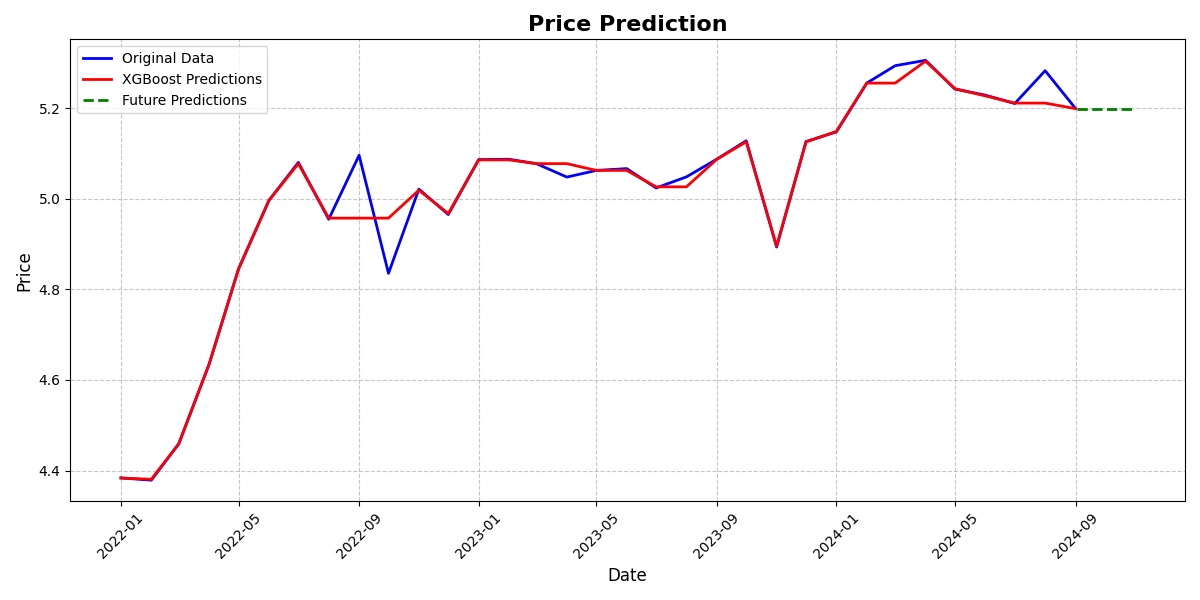 Price Prediction
Original Data
XGBoost Predictions
Future Predictions
Price
5.2
5.0
4.8
4.6
4.4
2022-01
2022-05
2022-09
2023-01
2023-05
2023-09
2024-01
2024-05
2024-09
Date